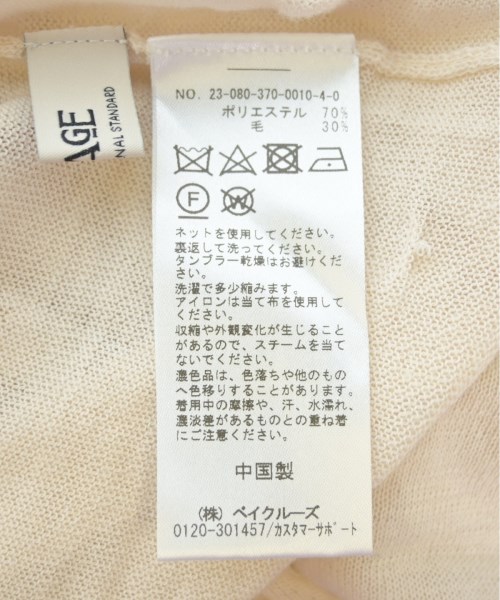 AGE
NAL STANDARD
NO. 23-080-370-0010-4-0
ポリエステル 70%
毛 30%
F
W
ネットを使用してください。
裏返して洗ってください。
タンブラー乾燥はお避けくだ
さい。
洗濯で多少縮みます。
アイロンは当て布を使用して
ください。
収縮や外観変化が生じること
があるので、スチームを当て
ないでください。
濃色品は、色落ちや他のもの
へ色移りすることがあります。
着用中の摩擦や、汗、水濡れ、
濃淡差があるものとの重ね着
にご注意ください。
中国製
(株) ベイクルーズ
0120-301457/カスタマーサポート